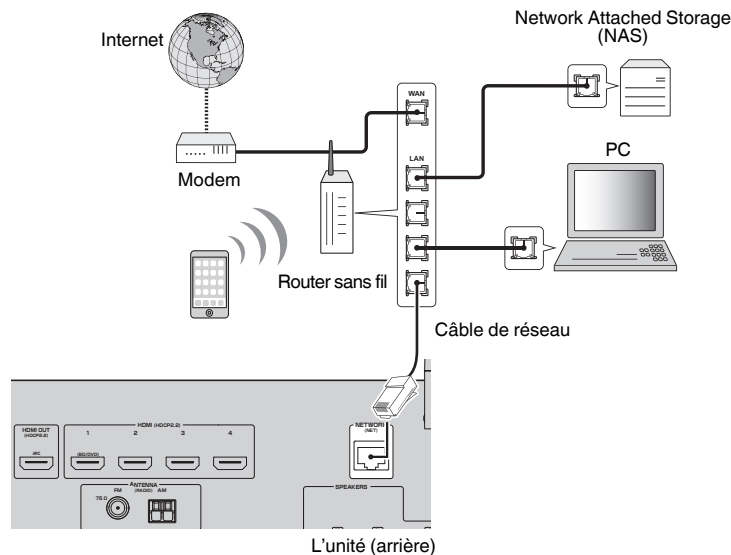 Network Attached Storage
(NAS)
Internet
WAN
LAN
PC
Modem
Router sans fil
Câble de réseau
HDMI OUT
(HDCP2.2)
ARC
HDMI (HDCP2.2)
1
2
3
4
(BD/DVD)
NETWORK
(NET)
ANTENNA
(RADIO)
FM
AM
75Ω
SPEAKERS
L'unité (arrière)